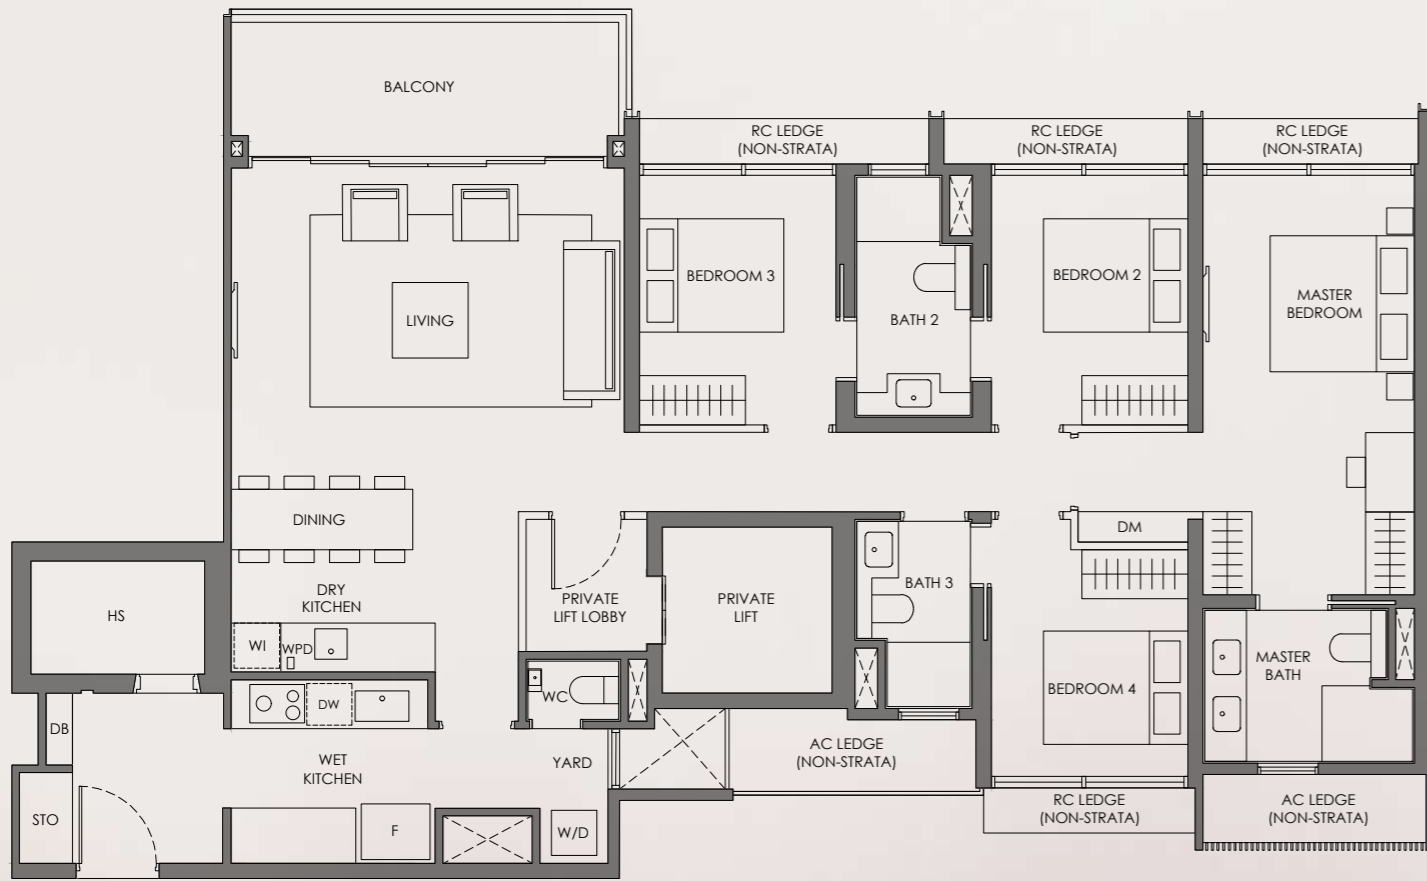 BALCONY
RC LEDGE
(NON-STRATA)
RC LEDGE
(NON-STRATA)
RC LEDGE
(NON-STRATA)
LIVING
BEDROOM 3
BATH 2
BEDROOM 2
MASTER
BEDROOM
DINING
DRY
KITCHEN
WI
WPD
HS
PRIVATE
LIFT LOBBY
PRIVATE
LIFT
BATH 3
DM
BEDROOM 4
MASTER
BATH
DW
WC
DB
WET
KITCHEN
YARD
AC LEDGE
(NON-STRATA)
STO
F
W/D
RC LEDGE
(NON-STRATA)
AC LEDGE
(NON-STRATA)